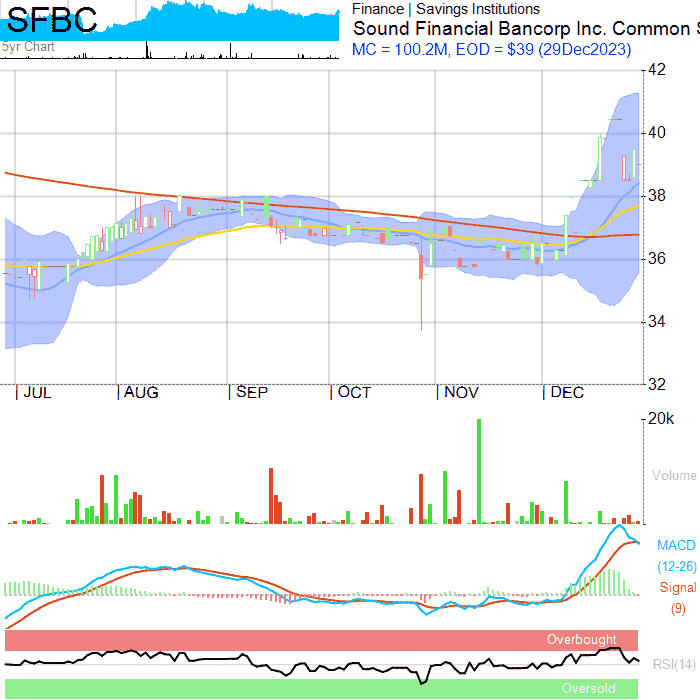 SFBC
5yr Chart
Finance | Savings Institutions
Sound Financial Bancorp Inc. Common S
MC = 100.2M, EOD = $39 (29Dec2023)
42
40
38
36
34
32
JUL AUG SEP OCT NOV DEC
20k
Volume
MACD
(12-26)
Signal
(9)
Overbought
RSI(14)
Oversold